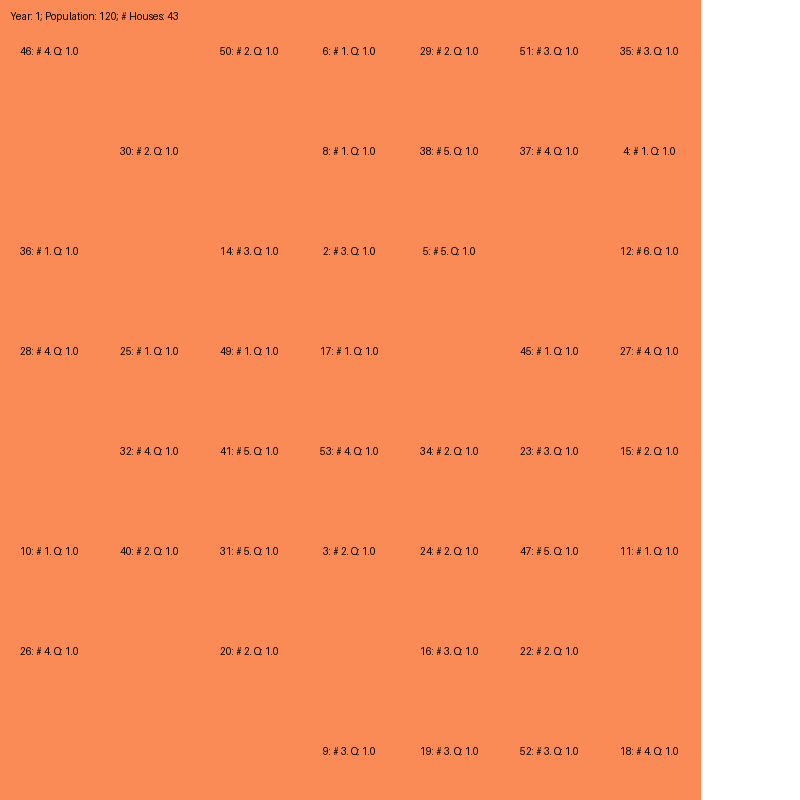 Year: 1; Population: 120; # Houses: 43
46: # 4. Q: 1.0 50: # 2. Q: 1.0 6: # 1. Q: 1.0 29: # 2. Q: 1.0 51: # 3. Q: 1.0 35: # 3. Q: 1.0
30: # 2. Q: 1.0 8: # 1. Q: 1.0 38: # 5. Q: 1.0 37: # 4. Q: 1.0 4: # 1. Q: 1.0
36: # 1. Q: 1.0 14: # 3. Q: 1.0 2: # 3. Q: 1.0 5: # 5. Q: 1.0 12: # 6. Q: 1.0
28: # 4. Q: 1.0 25: # 1. Q: 1.0 49: # 1. Q: 1.0 17: # 1. Q: 1.0 45: # 1. Q: 1.0 27: # 4. Q: 1.0
32: # 4. Q: 1.0 41: # 5. Q: 1.0 53: # 4. Q: 1.0 34: # 2. Q: 1.0 23: # 3. Q: 1.0 15: # 2. Q: 1.0
10: # 1. Q: 1.0 40: # 2. Q: 1.0 31: # 5. Q: 1.0 3: # 2. Q: 1.0 24: # 2. Q: 1.0 47: # 5. Q: 1.0 11: # 1. Q: 1.0
26: # 4. Q: 1.0 20: # 2. Q: 1.0 16: # 3. Q: 1.0 22: # 2. Q: 1.0
9: # 3. Q: 1.0 19: # 3. Q: 1.0 52: # 3. Q: 1.0 18: # 4. Q: 1.0